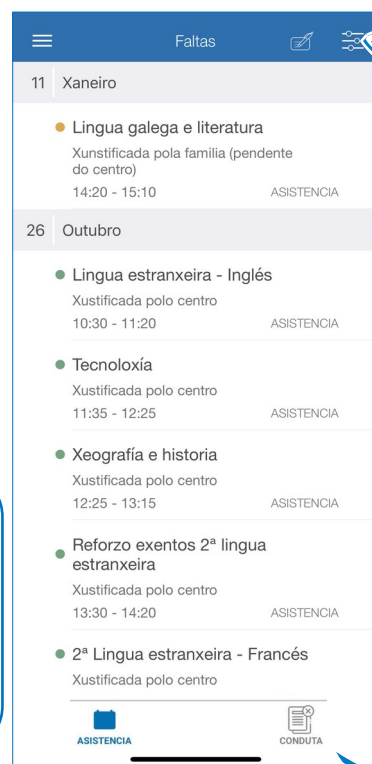 Faltas
11 Xaneiro
Lingua galega e literatura
Xunstificada pola familia (pendente
do centro)
14:20 - 15:10 ASISTENCIA
26 Outubro
Lingua estranxeira - Inglés
Xustificada polo centro
10:30 - 11:20 ASISTENCIA
Tecnoloxía
Xustificada polo centro
11:35 - 12:25 ASISTENCIA
Xeografía e historia
Xustificada polo centro
12:25 - 13:15 ASISTENCIA
Reforzo exentos 2ª lingua
estranxeira
Xustificada polo centro
13:30 - 14:20 ASISTENCIA
2ª Lingua estranxeira - Francés
Xustificada polo centro
ASISTENCIA CONDUTA